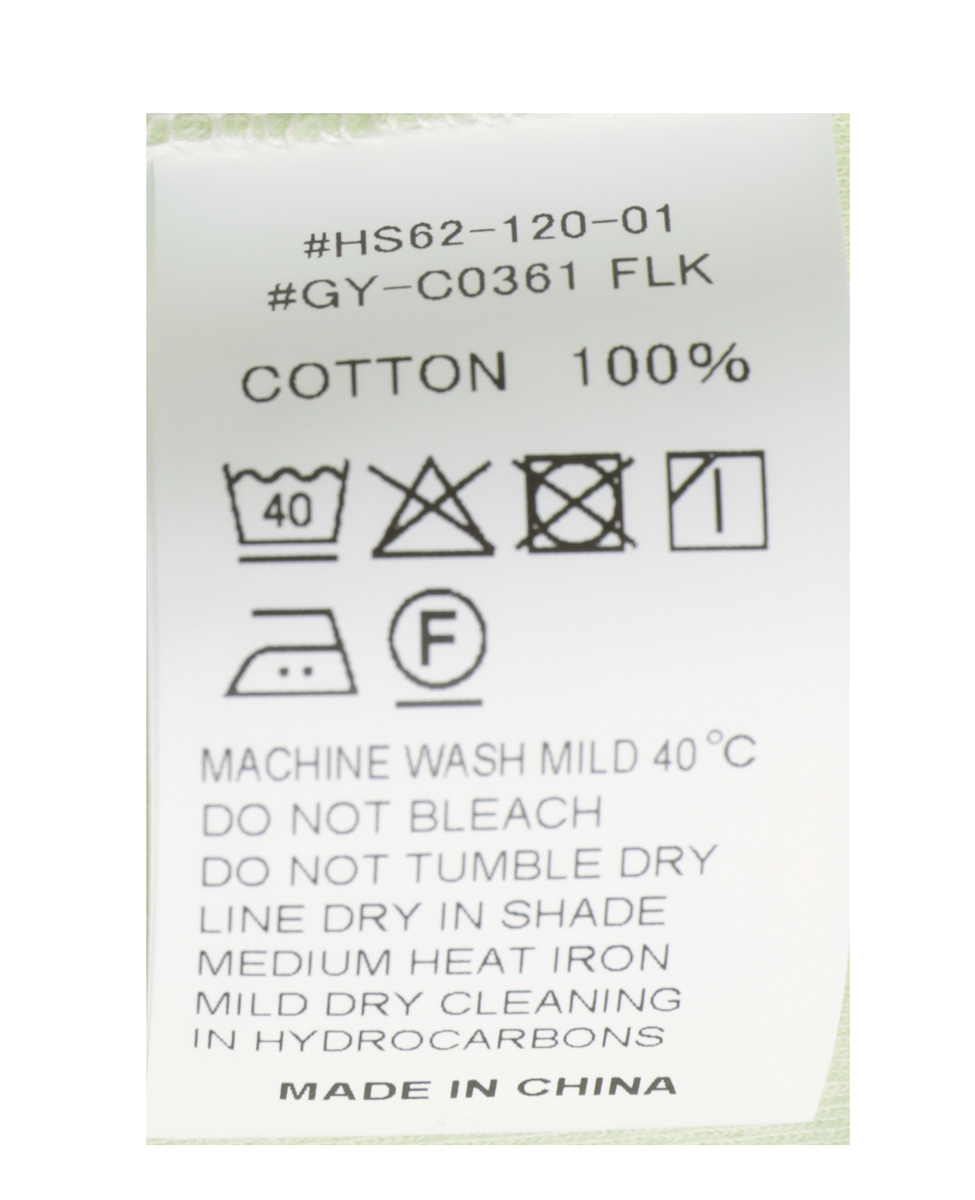 #HS62-120-01
#GY-C0361 FLK
COTTON 100%
40
F
MACHINE WASH MILD 40°C
DO NOT BLEACH
DO NOT TUMBLE DRY
LINE DRY IN SHADE
MEDIUM HEAT IRON
MILD DRY CLEANING
IN HYDROCARBONS
MADE IN CHINA